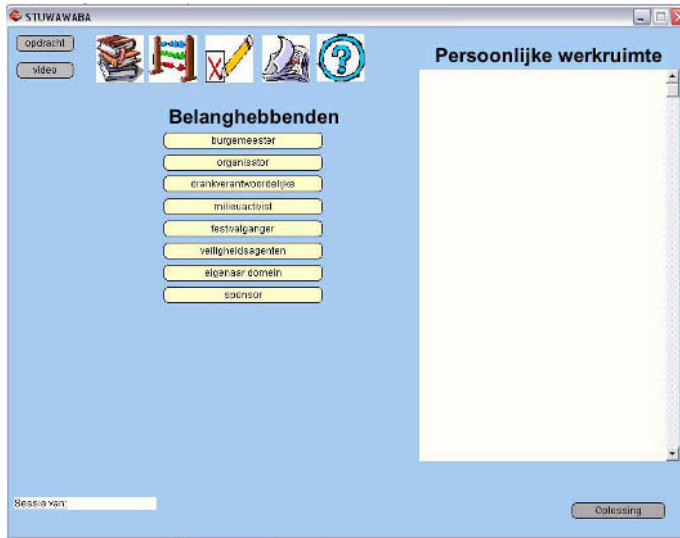 STUWAWABA
opdracht
video
Persoonlijke werkruimte
Belanghebbenden
burgemeester
organisator
drankverantwoordelijke
milieuactivist
festivalganger
veiligheidsagenten
eigenaar domein
sponsor
Sessie van:
Oplossing